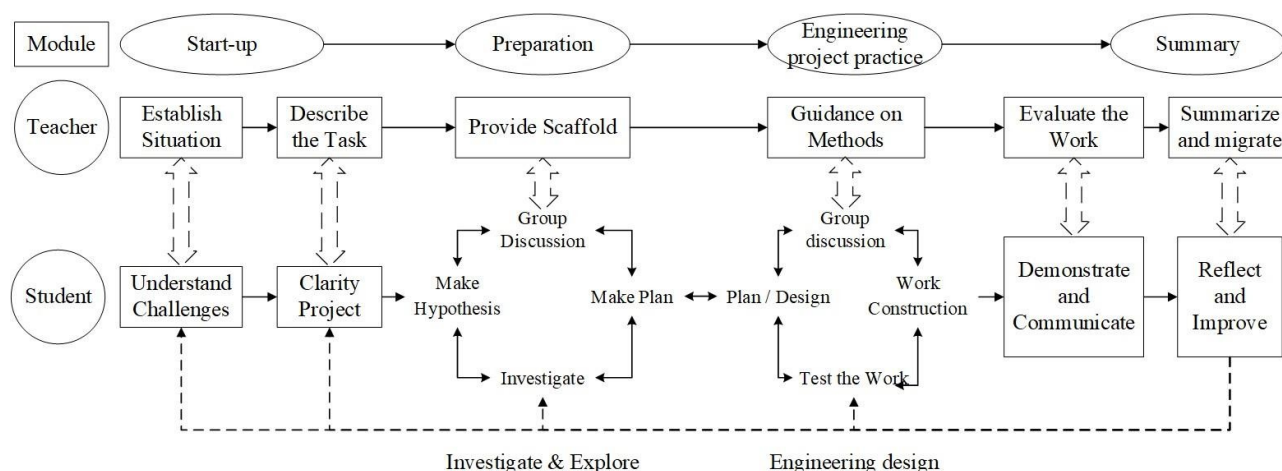 Module
Start-up
Preparation
Engineering
project practice
Summary
Teacher
Establish
Situation
Describe
the Task
Provide Scaffold
Guidance on
Methods
Evaluate the
Work
Summarize
and migrate
Student
Understand
Challenges
Clarity
Project
Make
Hypothesis
Group
Discussion
Make Plan
Investigate
Plan / Design
Group
discussion
Work
Construction
Test the Work
Demonstrate
and
Communicate
Reflect
and
Improve
Investigate & Explore
Engineering design